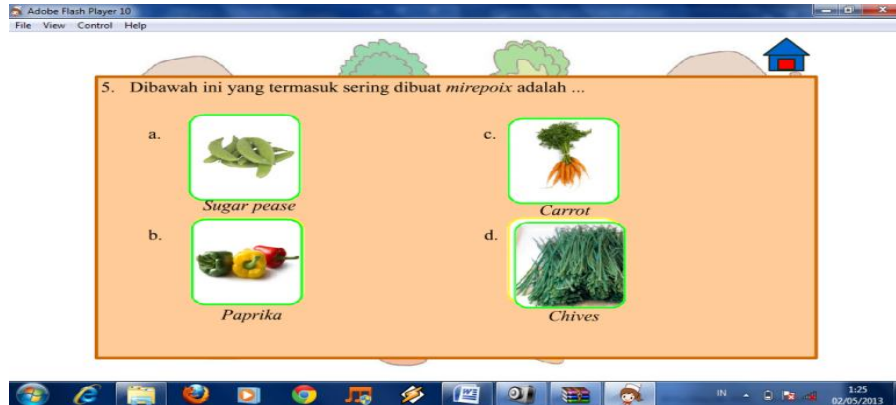 Adobe Flash Player 10
File View Control Help
5. Dibawah ini yang termasuk sering dibuat mirepoix adalah ...
a.
Sugar pease
b.
Paprika
c.
Carrot
d.
Chives
IN
1:25
02/05/2013